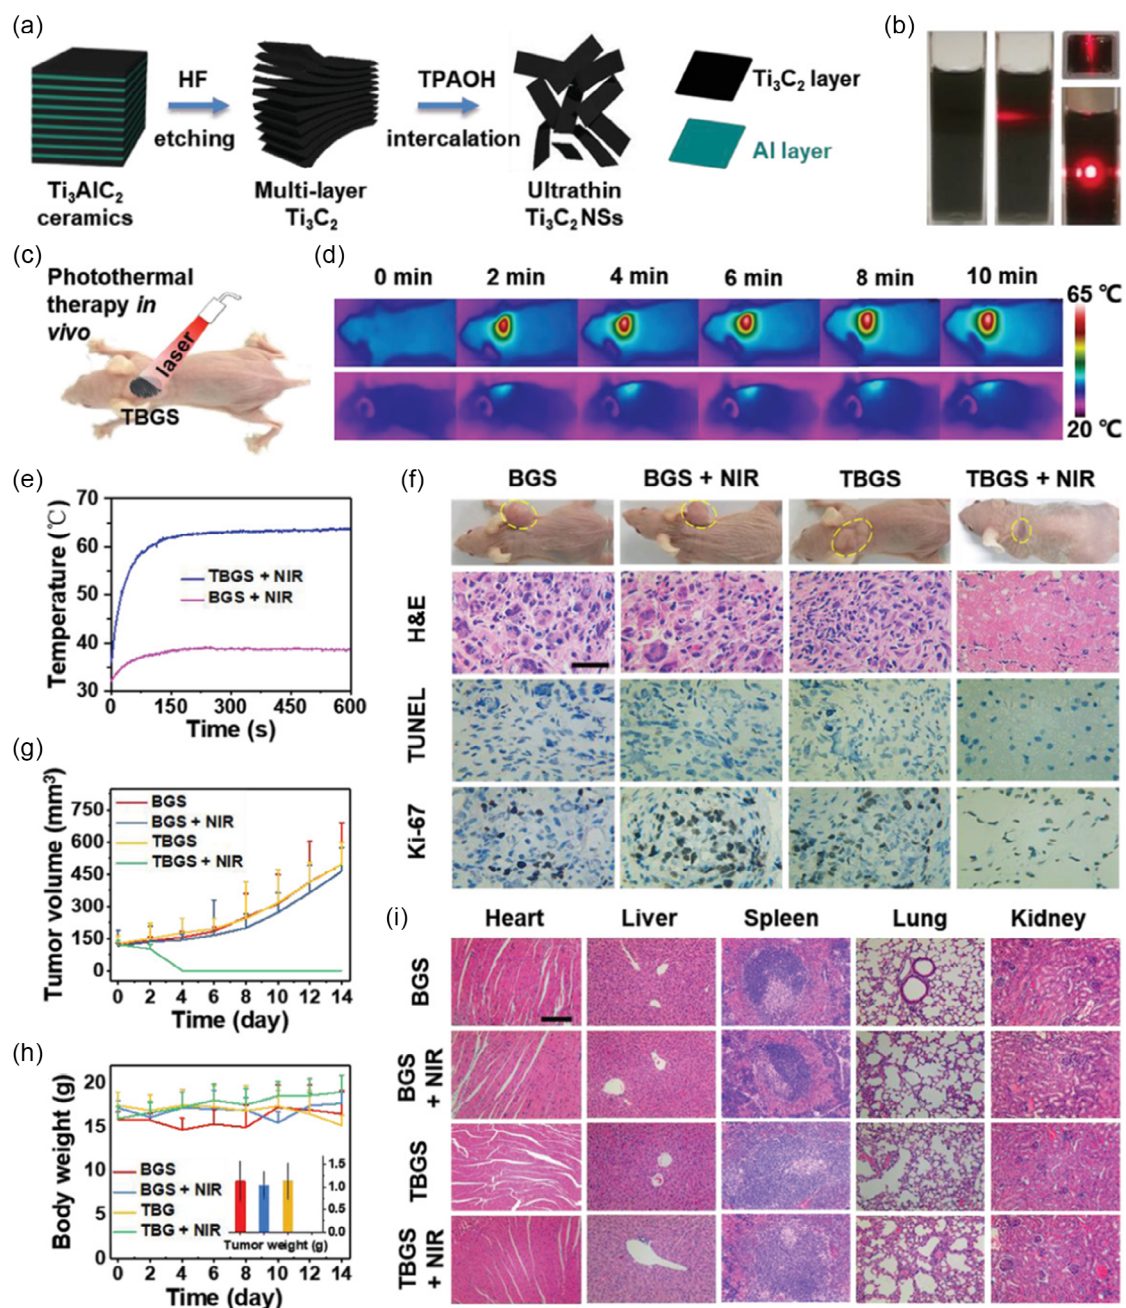 (a)
HF
etching
TPAOH
intercalation
Ti₃C₂ layer
Al layer
Ti₃AlC₂
ceramics
Multi-layer
Ti₃C₂
Ultrathin
Ti₃C₂ NSs
(b)
(c)
Photothermal
therapy in
vivo
laser
TBGS
(d)
0 min 2 min 4 min 6 min 8 min 10 min
65 ℃
20 ℃
(e)
Temperature (℃)
70
60
50
40
30
TBGS + NIR
BGS + NIR
0 150 300 450 600
Time (s)
(f)
BGS BGS + NIR TBGS TBGS + NIR
H&E
TUNEL
Ki-67
(g)
Tumor volume (mm³)
750
600
450
300
150
0
BGS
BGS + NIR
TBGS
TBGS + NIR
0 2 4 6 8 10 12 14
Time (day)
(h)
Body weight (g)
20
15
10
15
0
BGS
BGS + NIR
TBG
TBG + NIR
1.5
1.0
0.5
0.0
Tumor weight (g)
0 2 4 6 8 10 12 14
Time (day)
(i)
Heart Liver Spleen Lung Kidney
BGS
BGS
+ NIR
TBGS
TBGS
+ NIR